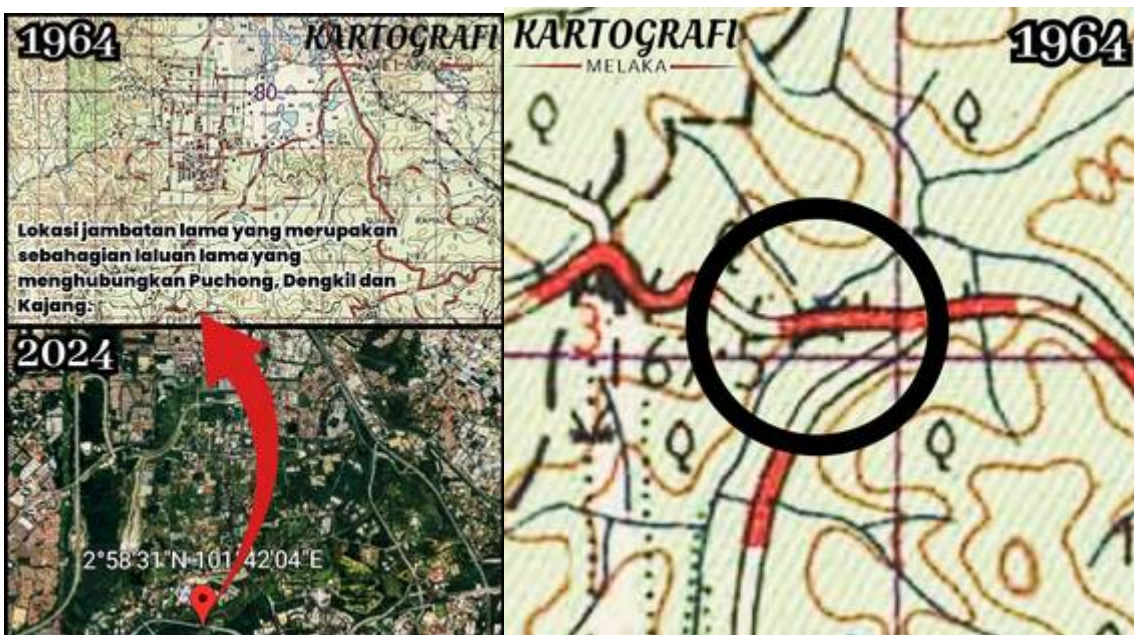 1964
KARTOGRAFI
MELAKA
80
Lokasi jambatan lama yang merupakan
sebahagian laluan lama yang
menghubungkan Puchong, Dengkil dan
Kajang.
2024
2°58'31"N 101°42'04"E
KARTOGRAFI
MELAKA
1964
Q
Q
3
Q
Q